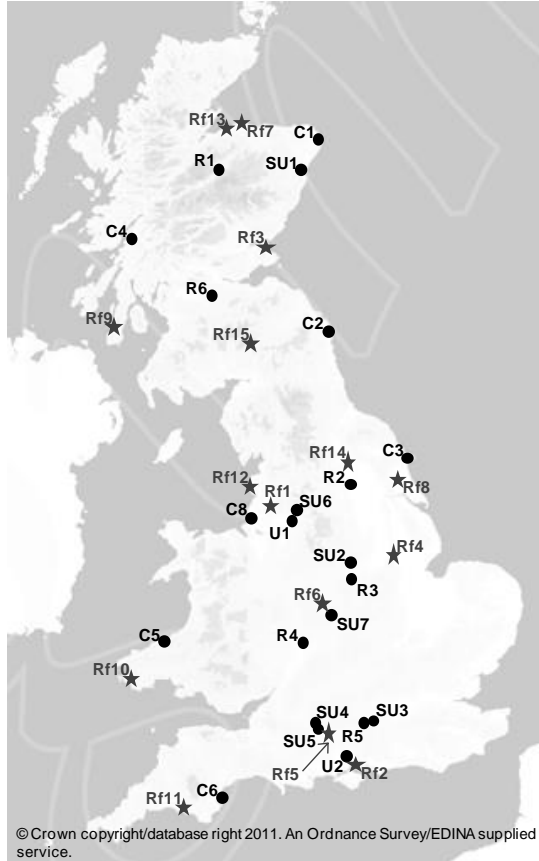 Rf13
Rf7
C1
R1
SU1
C4
Rf3
R6
Rf9
C2
Rf15
Rf14
C3
Rf12
R2
Rf8
Rf1
SU6
C8
U1
Rf4
SU2
R3
Rf6
SU7
C5
R4
Rf10
SU4
SU3
SU5
R5
Rf5
U2
Rf2
Rf11
C6
© Crown copyright/database right 2011. An Ordnance Survey/EDINA supplied
service.